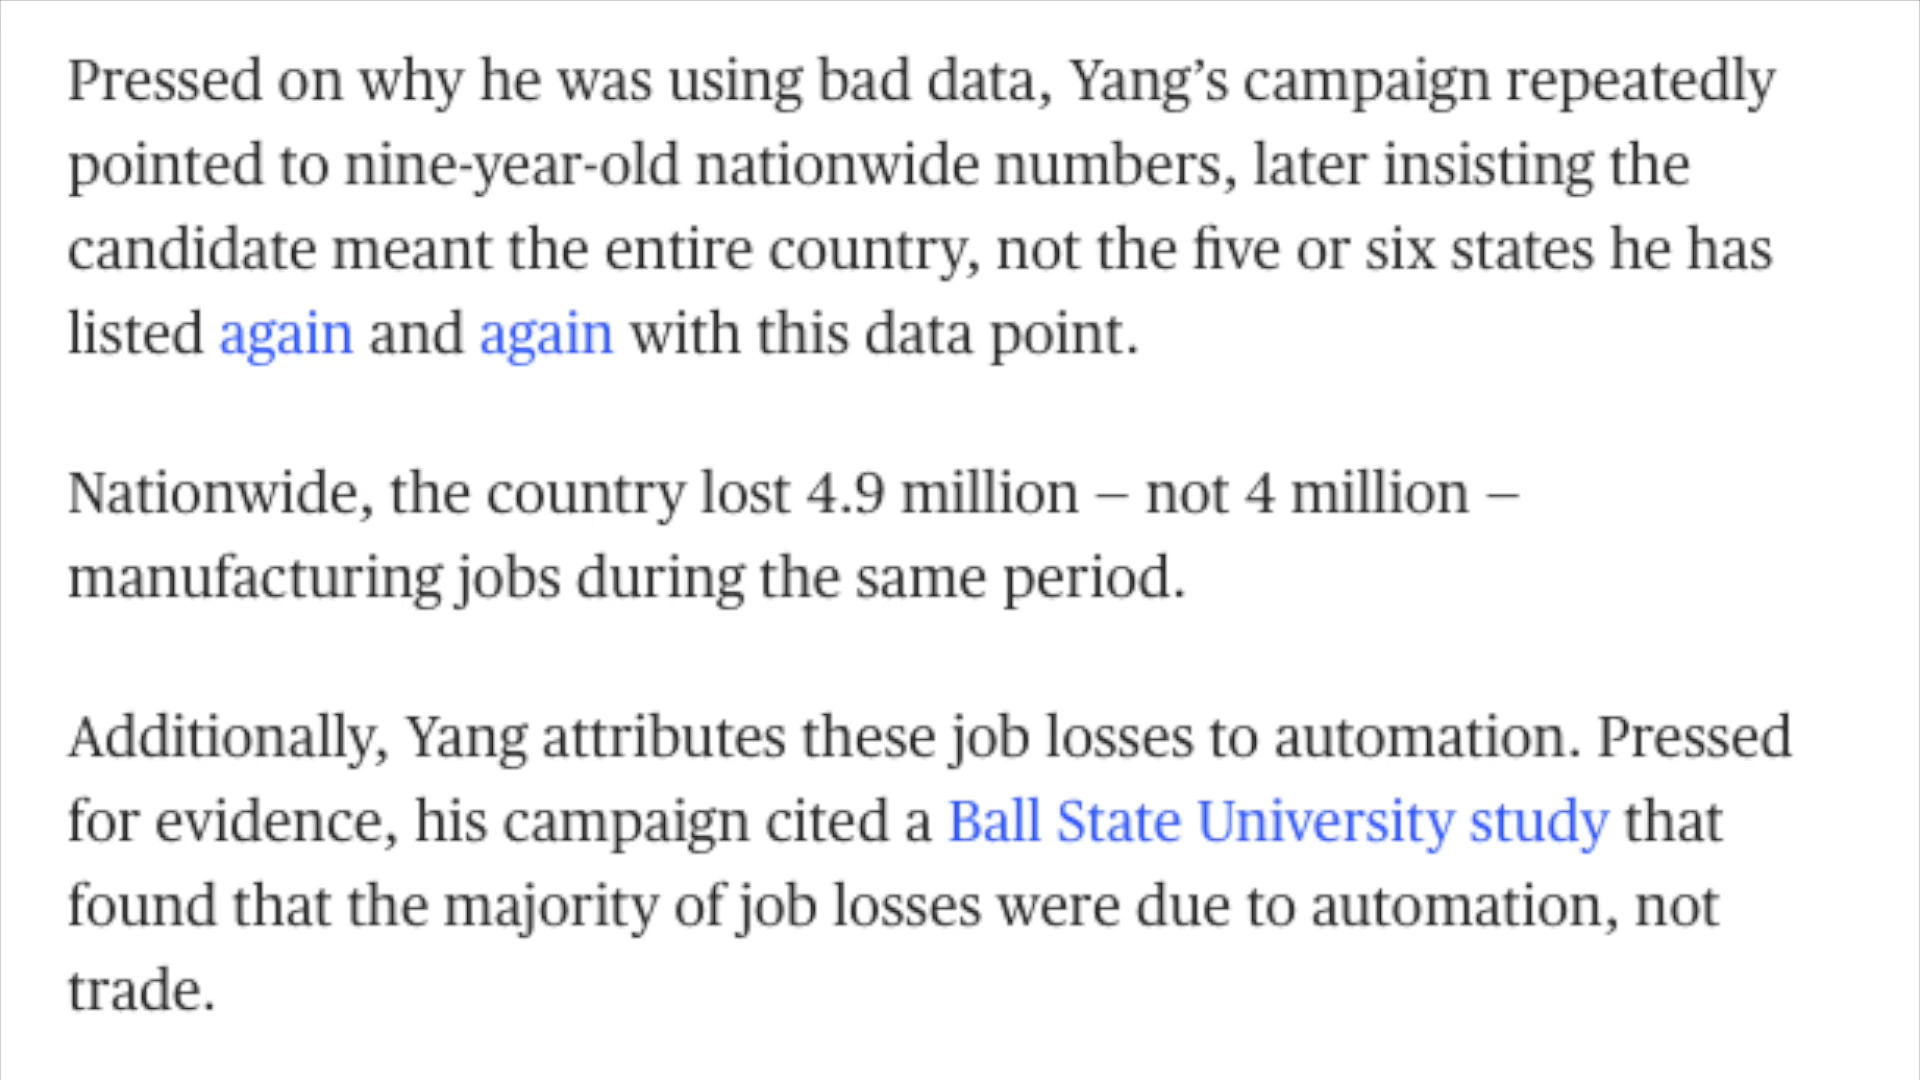 Pressed on why he was using bad data, Yang’s campaign repeatedly
pointed to nine-year-old nationwide numbers, later insisting the
candidate meant the entire country, not the five or six states he has
listed again and again with this data point.
Nationwide, the country lost 4.9 million – not 4 million –
manufacturing jobs during the same period.
Additionally, Yang attributes these job losses to automation. Pressed
for evidence, his campaign cited a Ball State University study that
found that the majority of job losses were due to automation, not
trade.